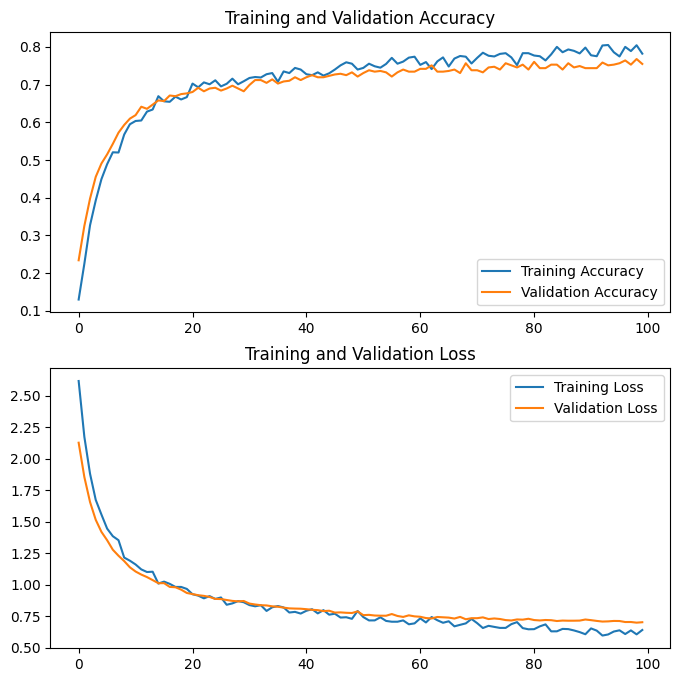 Training and Validation Accuracy
0.8
0.7
0.6
0.5
0.4
0.3
0.2
0.1
Training Accuracy
Validation Accuracy
0 20 40 60 80 100
Training and Validation Loss
2.50
2.25
2.00
1.75
1.50
1.25
1.00
0.75
0.50
Training Loss
Validation Loss
0 20 40 60 80 100